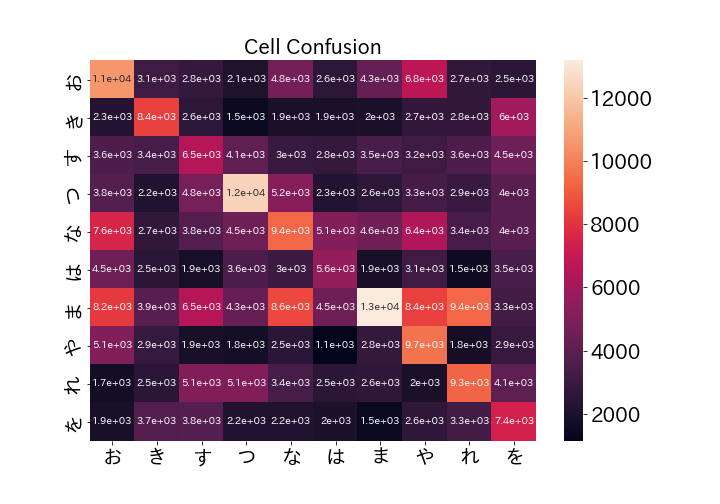 Cell Confusion
お 1.1e+04 3.1e+03 2.8e+03 2.1e+03 4.8e+03 2.6e+03 4.3e+03 6.8e+03 2.7e+03 2.5e+03
き 2.3e+03 8.4e+03 2.6e+03 1.5e+03 1.9e+03 1.9e+03 2e+03 2.7e+03 2.8e+03 6e+03
す 3.6e+03 3.4e+03 6.5e+03 4.1e+03 3e+03 2.8e+03 3.5e+03 3.2e+03 3.6e+03 4.5e+03
つ 3.8e+03 2.2e+03 4.8e+03 1.2e+04 5.2e+03 2.3e+03 2.6e+03 3.3e+03 2.9e+03 4e+03
な 7.6e+03 2.7e+03 3.8e+03 4.5e+03 9.4e+03 5.1e+03 4.6e+03 6.4e+03 3.4e+03 4e+03
は 4.5e+03 2.5e+03 1.9e+03 3.6e+03 3e+03 5.6e+03 1.9e+03 3.1e+03 1.5e+03 3.5e+03
ま 8.2e+03 3.9e+03 6.5e+03 4.3e+03 8.6e+03 4.5e+03 1.3e+04 8.4e+03 9.4e+03 3.3e+03
や 5.1e+03 2.9e+03 1.9e+03 1.8e+03 2.5e+03 1.1e+03 2.8e+03 9.7e+03 1.8e+03 2.9e+03
れ 1.7e+03 2.5e+03 5.1e+03 5.1e+03 3.4e+03 2.5e+03 2.6e+03 2e+03 9.3e+03 4.1e+03
を 1.9e+03 3.7e+03 3.8e+03 2.2e+03 2.2e+03 2e+03 1.5e+03 2.6e+03 3.3e+03 7.4e+03
お き す つ な は ま や れ を
12000
10000
8000
6000
4000
2000